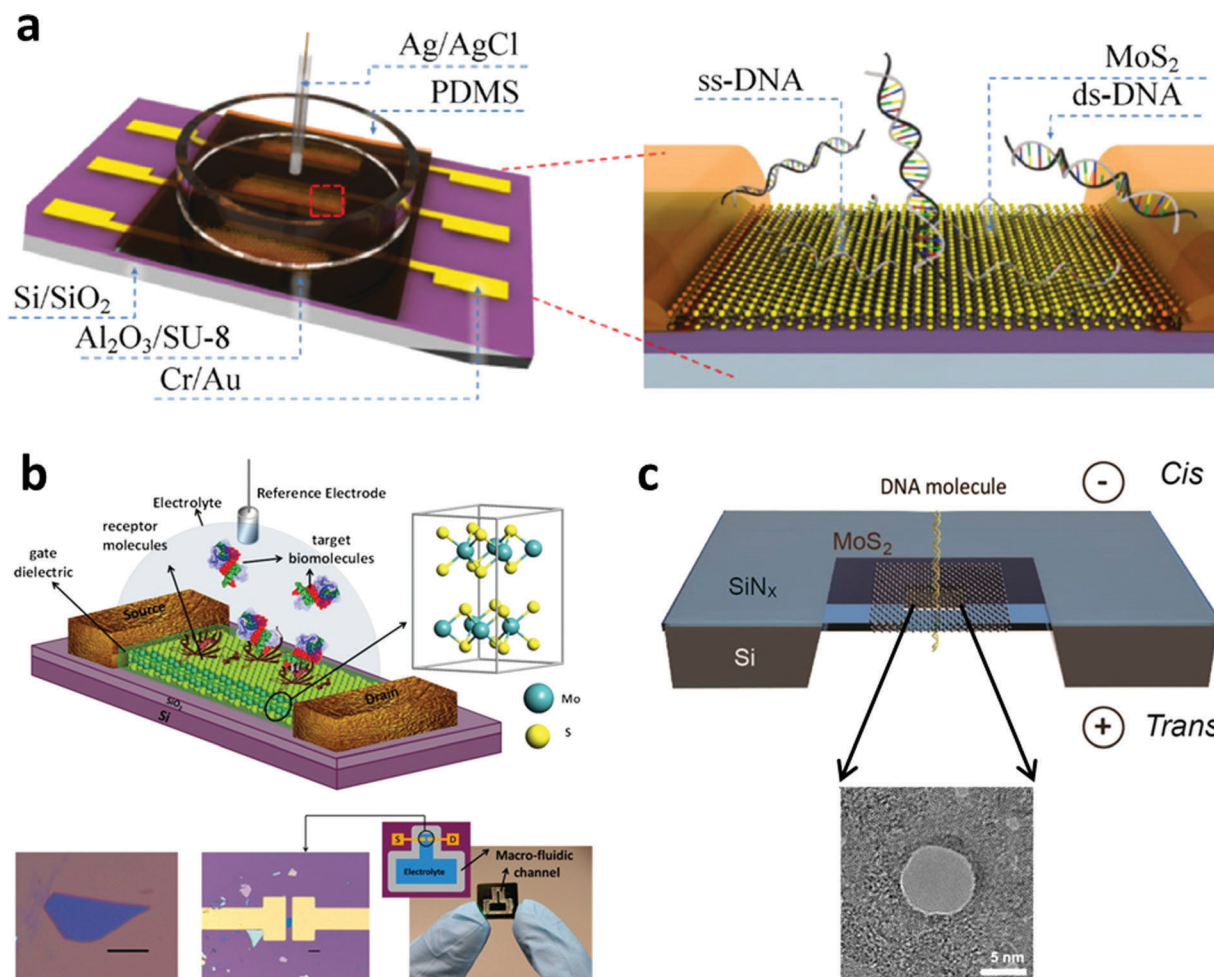 a
Ag/AgCl
PDMS
Si/SiO2
Al2O3/SU-8
Cr/Au
ss-DNA
MoS2
ds-DNA
b
Reference Electrode
Electrolyte
receptor
molecules
target
biomolecules
gate
dielectric
Source
Drain
SiO2
Si
Mo
S
S
D
Electrolyte
Macro-fluidic
channel
c
DNA molecule
- Cis
MoS2
SiNX
Si
+ Trans
5 nm